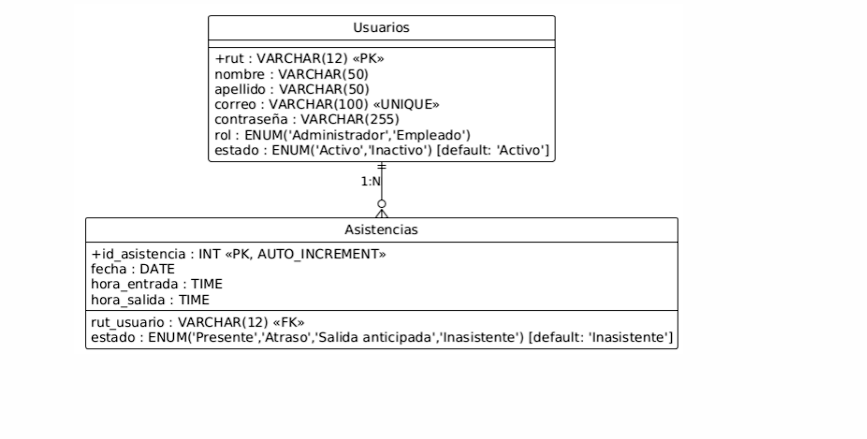 Usuarios
+rut : VARCHAR(12) «PK»
nombre : VARCHAR(50)
apellido : VARCHAR(50)
correo : VARCHAR(100) «UNIQUE»
contraseña : VARCHAR(255)
rol : ENUM('Administrador','Empleado')
estado : ENUM('Activo','Inactivo') [default: 'Activo']
1:N
Asistencias
+id_asistencia : INT «PK, AUTO_INCREMENT»
fecha : DATE
hora_entrada : TIME
hora_salida : TIME
rut_usuario : VARCHAR(12) «FK»
estado : ENUM('Presente','Atraso','Salida anticipada','Inasistente') [default: 'Inasistente']